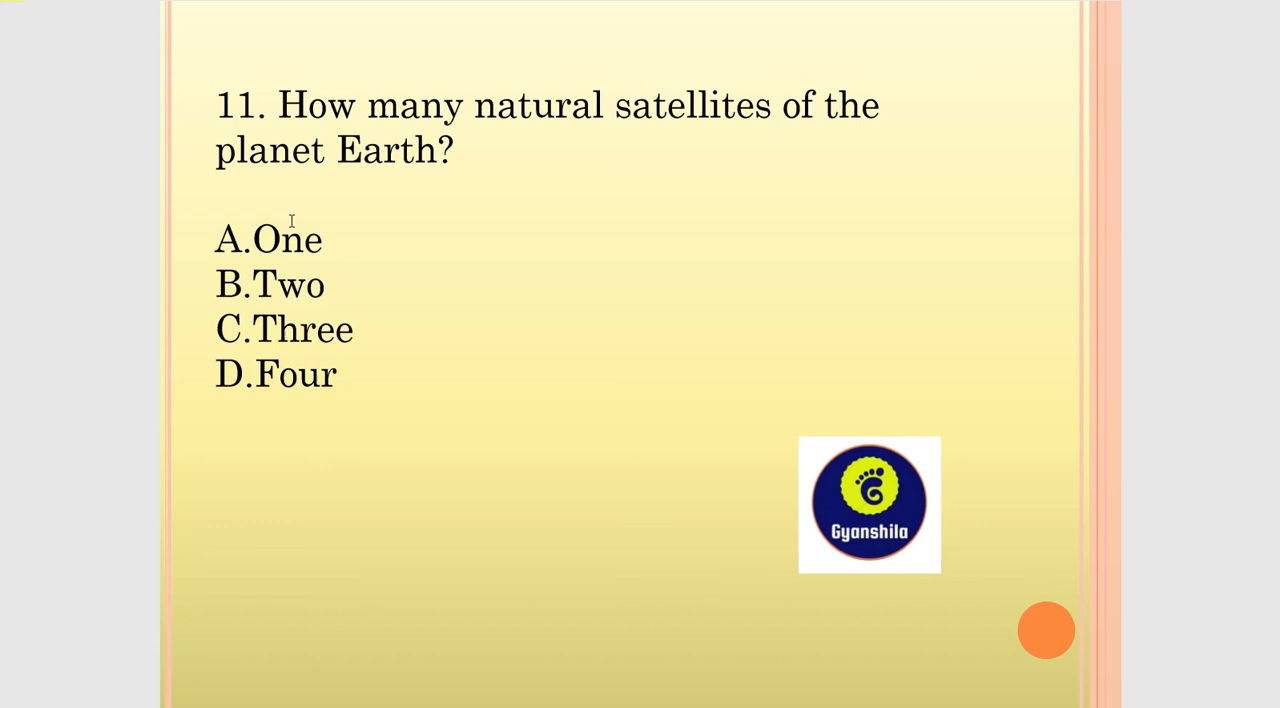 11. How many natural satellites of the
planet Earth?
A.One
B.Two
C.Three
D.Four
Gyanshila